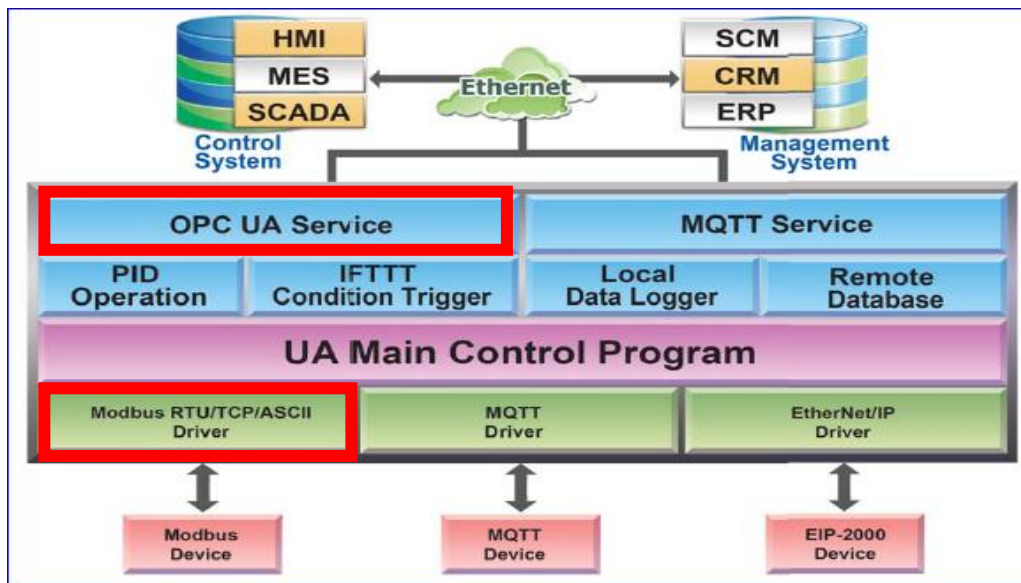 HMI
MES
SCADA
Control
System
Ethernet
SCM
CRM
ERP
Management
System
OPC UA Service
MQTT Service
PID
Operation
IFTTT
Condition Trigger
Local
Data Logger
Remote
Database
UA Main Control Program
Modbus RTU/TCP/ASCII
Driver
MQTT
Driver
EtherNet/IP
Driver
Modbus
Device
MQTT
Device
EIP-2000
Device